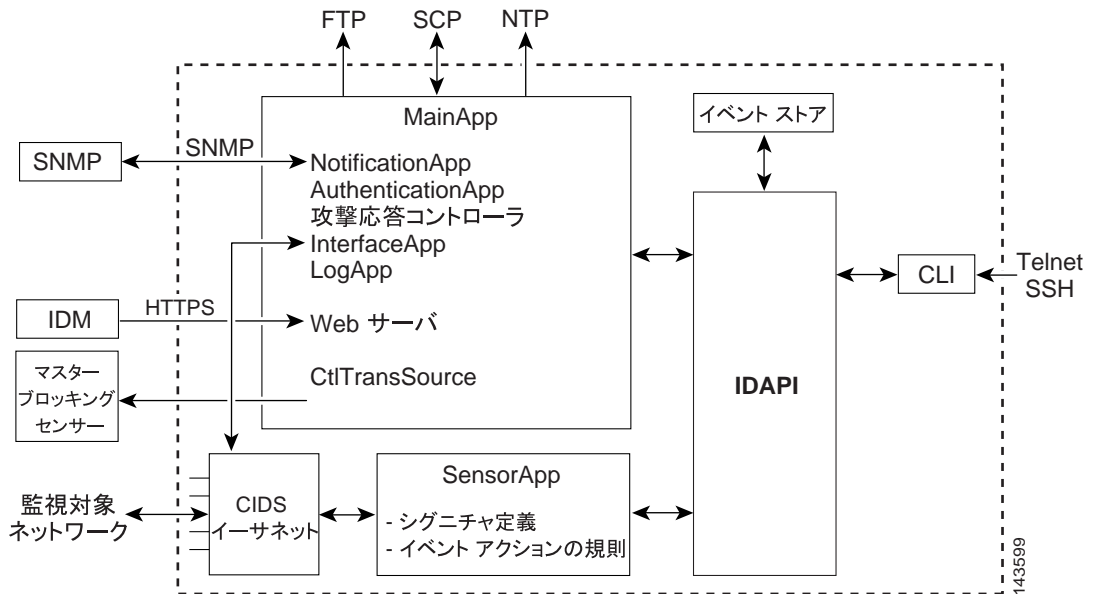 FTP
SCP
NTP
MainApp
イベント ストア
SNMP
SNMP
NotificationApp
AuthenticationApp
攻撃応答コントローラ
InterfaceApp
LogApp
CLI
Telnet
SSH
IDM
HTTPS
Web サーバ
マスター
ブロッキング
センサー
CtlTransSource
IDAPI
監視対象
ネットワーク
CIDS
イーサネット
SensorApp
- シグニチャ定義
- イベント アクションの規則
143599